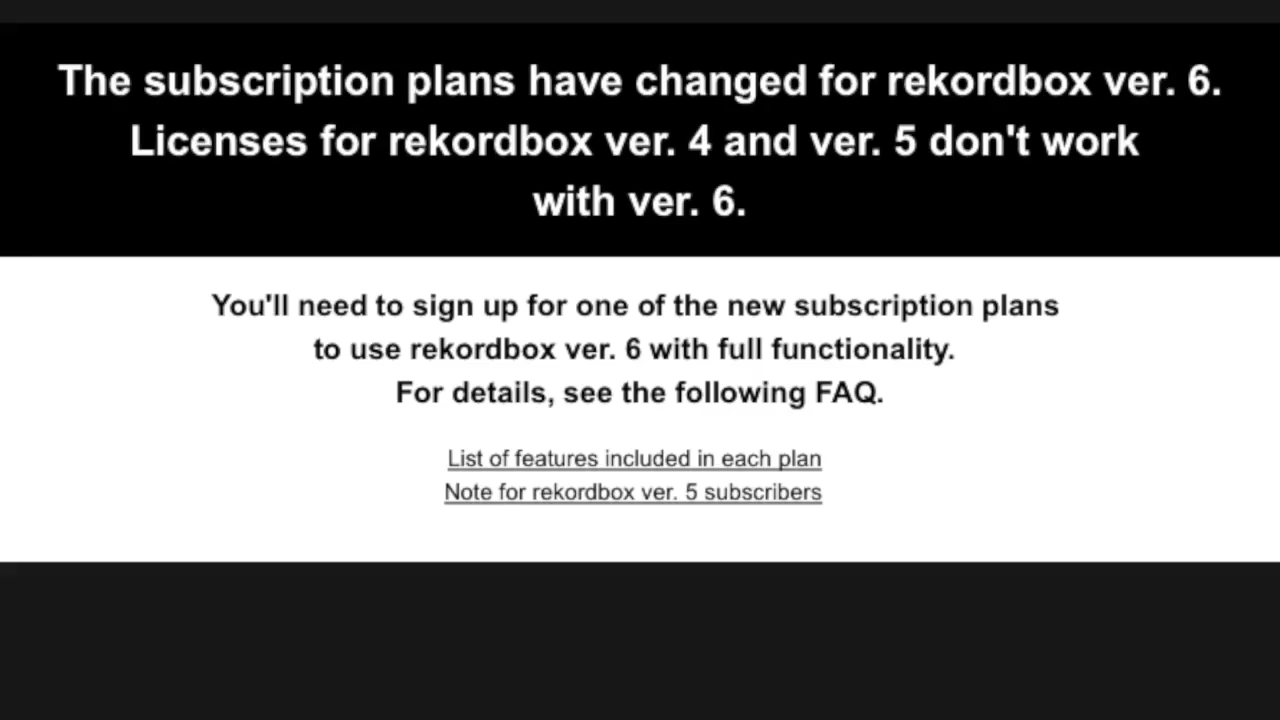 The subscription plans have changed for rekordbox ver. 6.
Licenses for rekordbox ver. 4 and ver. 5 don't work
with ver. 6.
You'll need to sign up for one of the new subscription plans
to use rekordbox ver. 6 with full functionality.
For details, see the following FAQ.
List of features included in each plan
Note for rekordbox ver. 5 subscribers